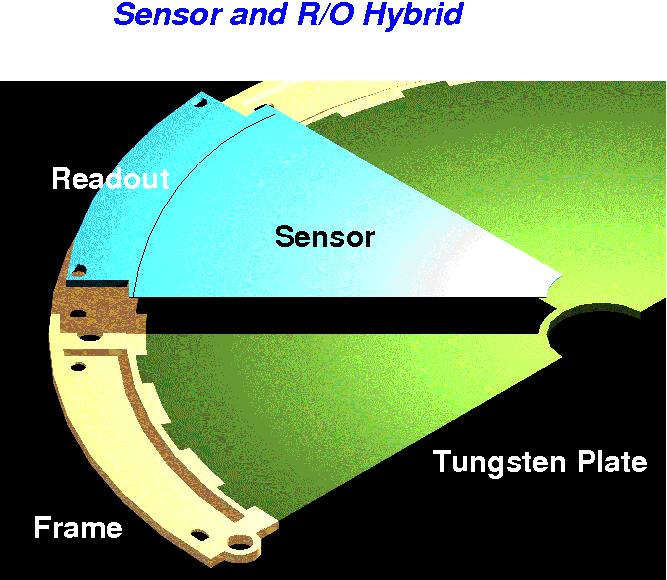 Sensor and R/O Hybrid
Readout
Sensor
Tungsten Plate
Frame